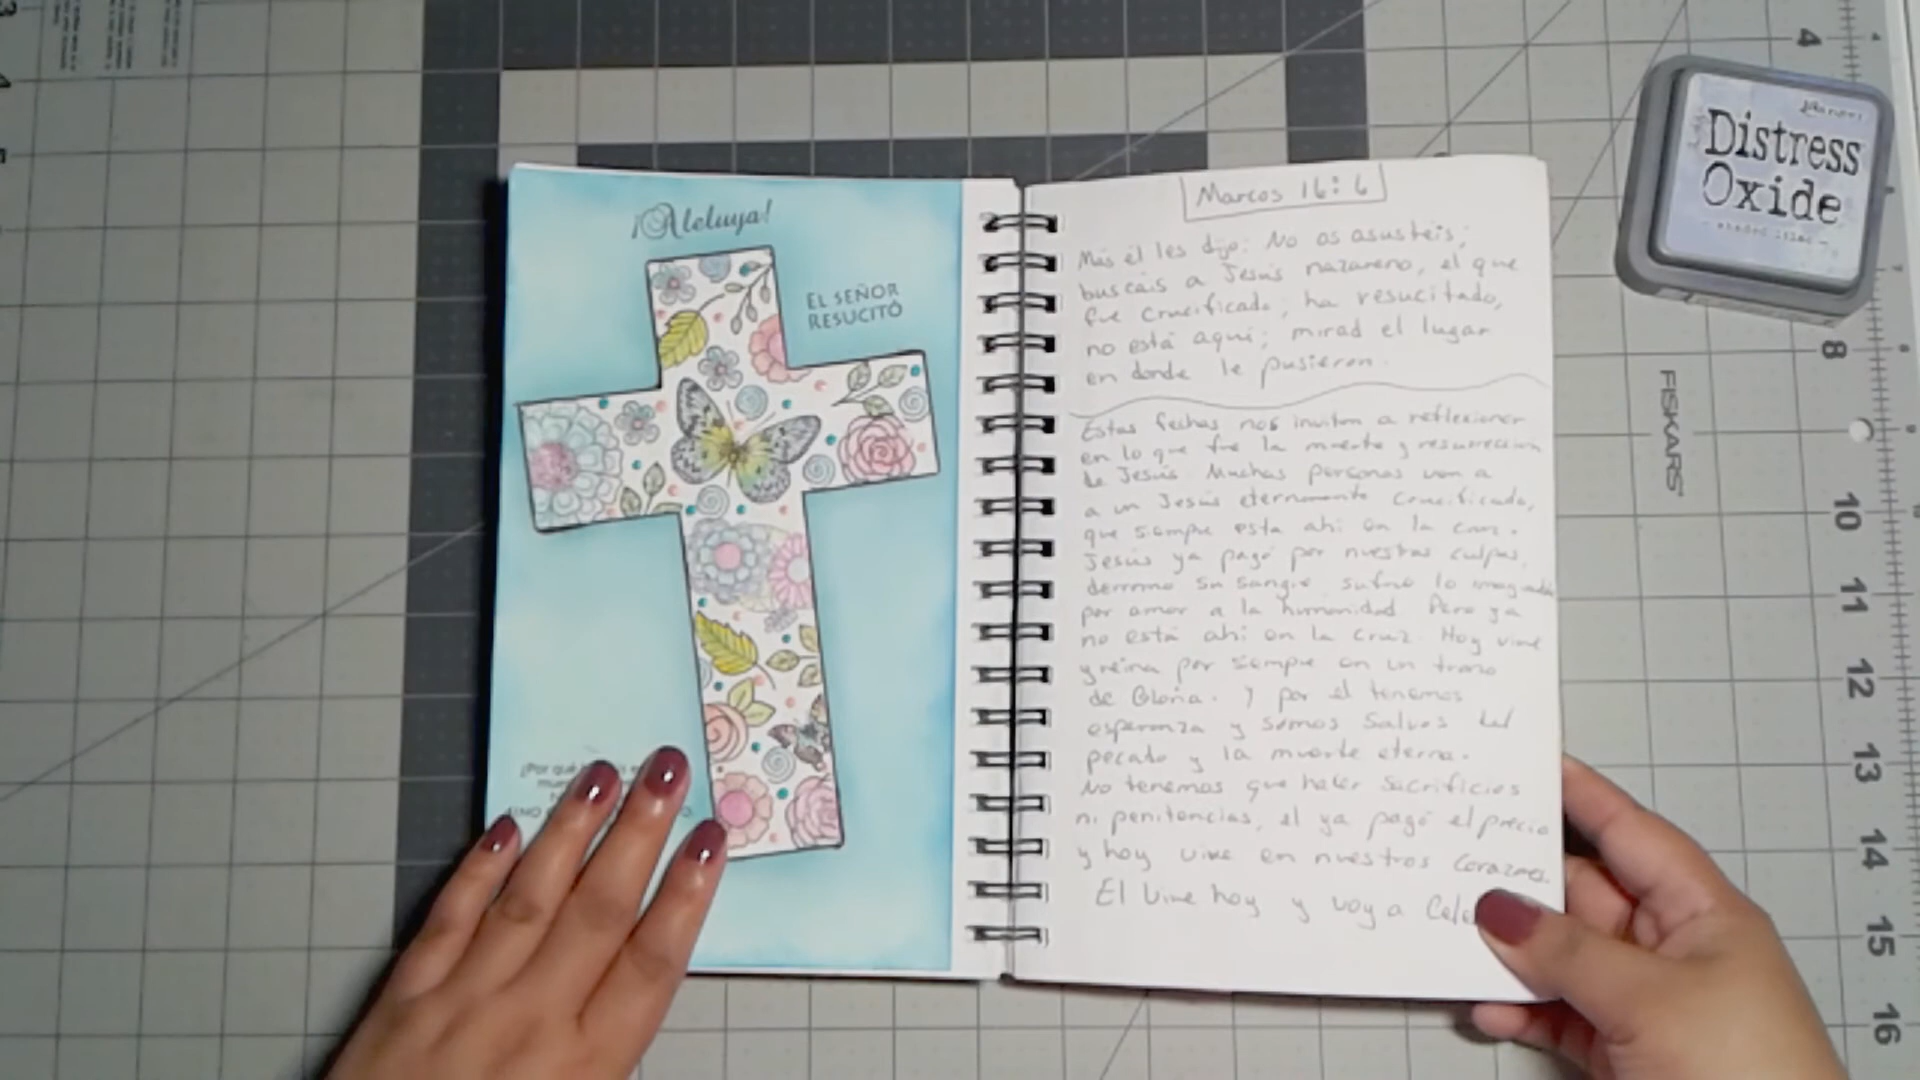 ¡Aleluya!
EL SEÑOR
RESUCITÓ
¿Por qué
Marcos 16:6
Mas él les dijo: No os asustéis;
buscáis a Jesús nazareno, el que
fue crucificado; ha resucitado,
no está aquí; mirad el lugar
en donde le pusieron.
Estas fechas nos invitan a reflexionar
en lo que fue la muerte y resurrección
de Jesús. Muchas personas ven a
a un Jesús eternamente crucificado,
que siempre esta ahi en la cruz.
Jesús ya pagó por nuestras culpas,
derramo su sangre sufrio lo
por amor a la humanidad. Pero ya
no está ahí en la cruz. Hoy vive
y reina por siempre en un trono
de Gloria. Y por él tenemos
esperanza y somos salvos del
pecado y la muerte eterna.
No tenemos que hacer sacrificios
ni penitencias, el ya pagó el precio
y hoy vive en nuestros corazones.
El vive hoy y voy a
Distress
Oxide
FISKARS
4
8
10
11
12
13
14
15
16